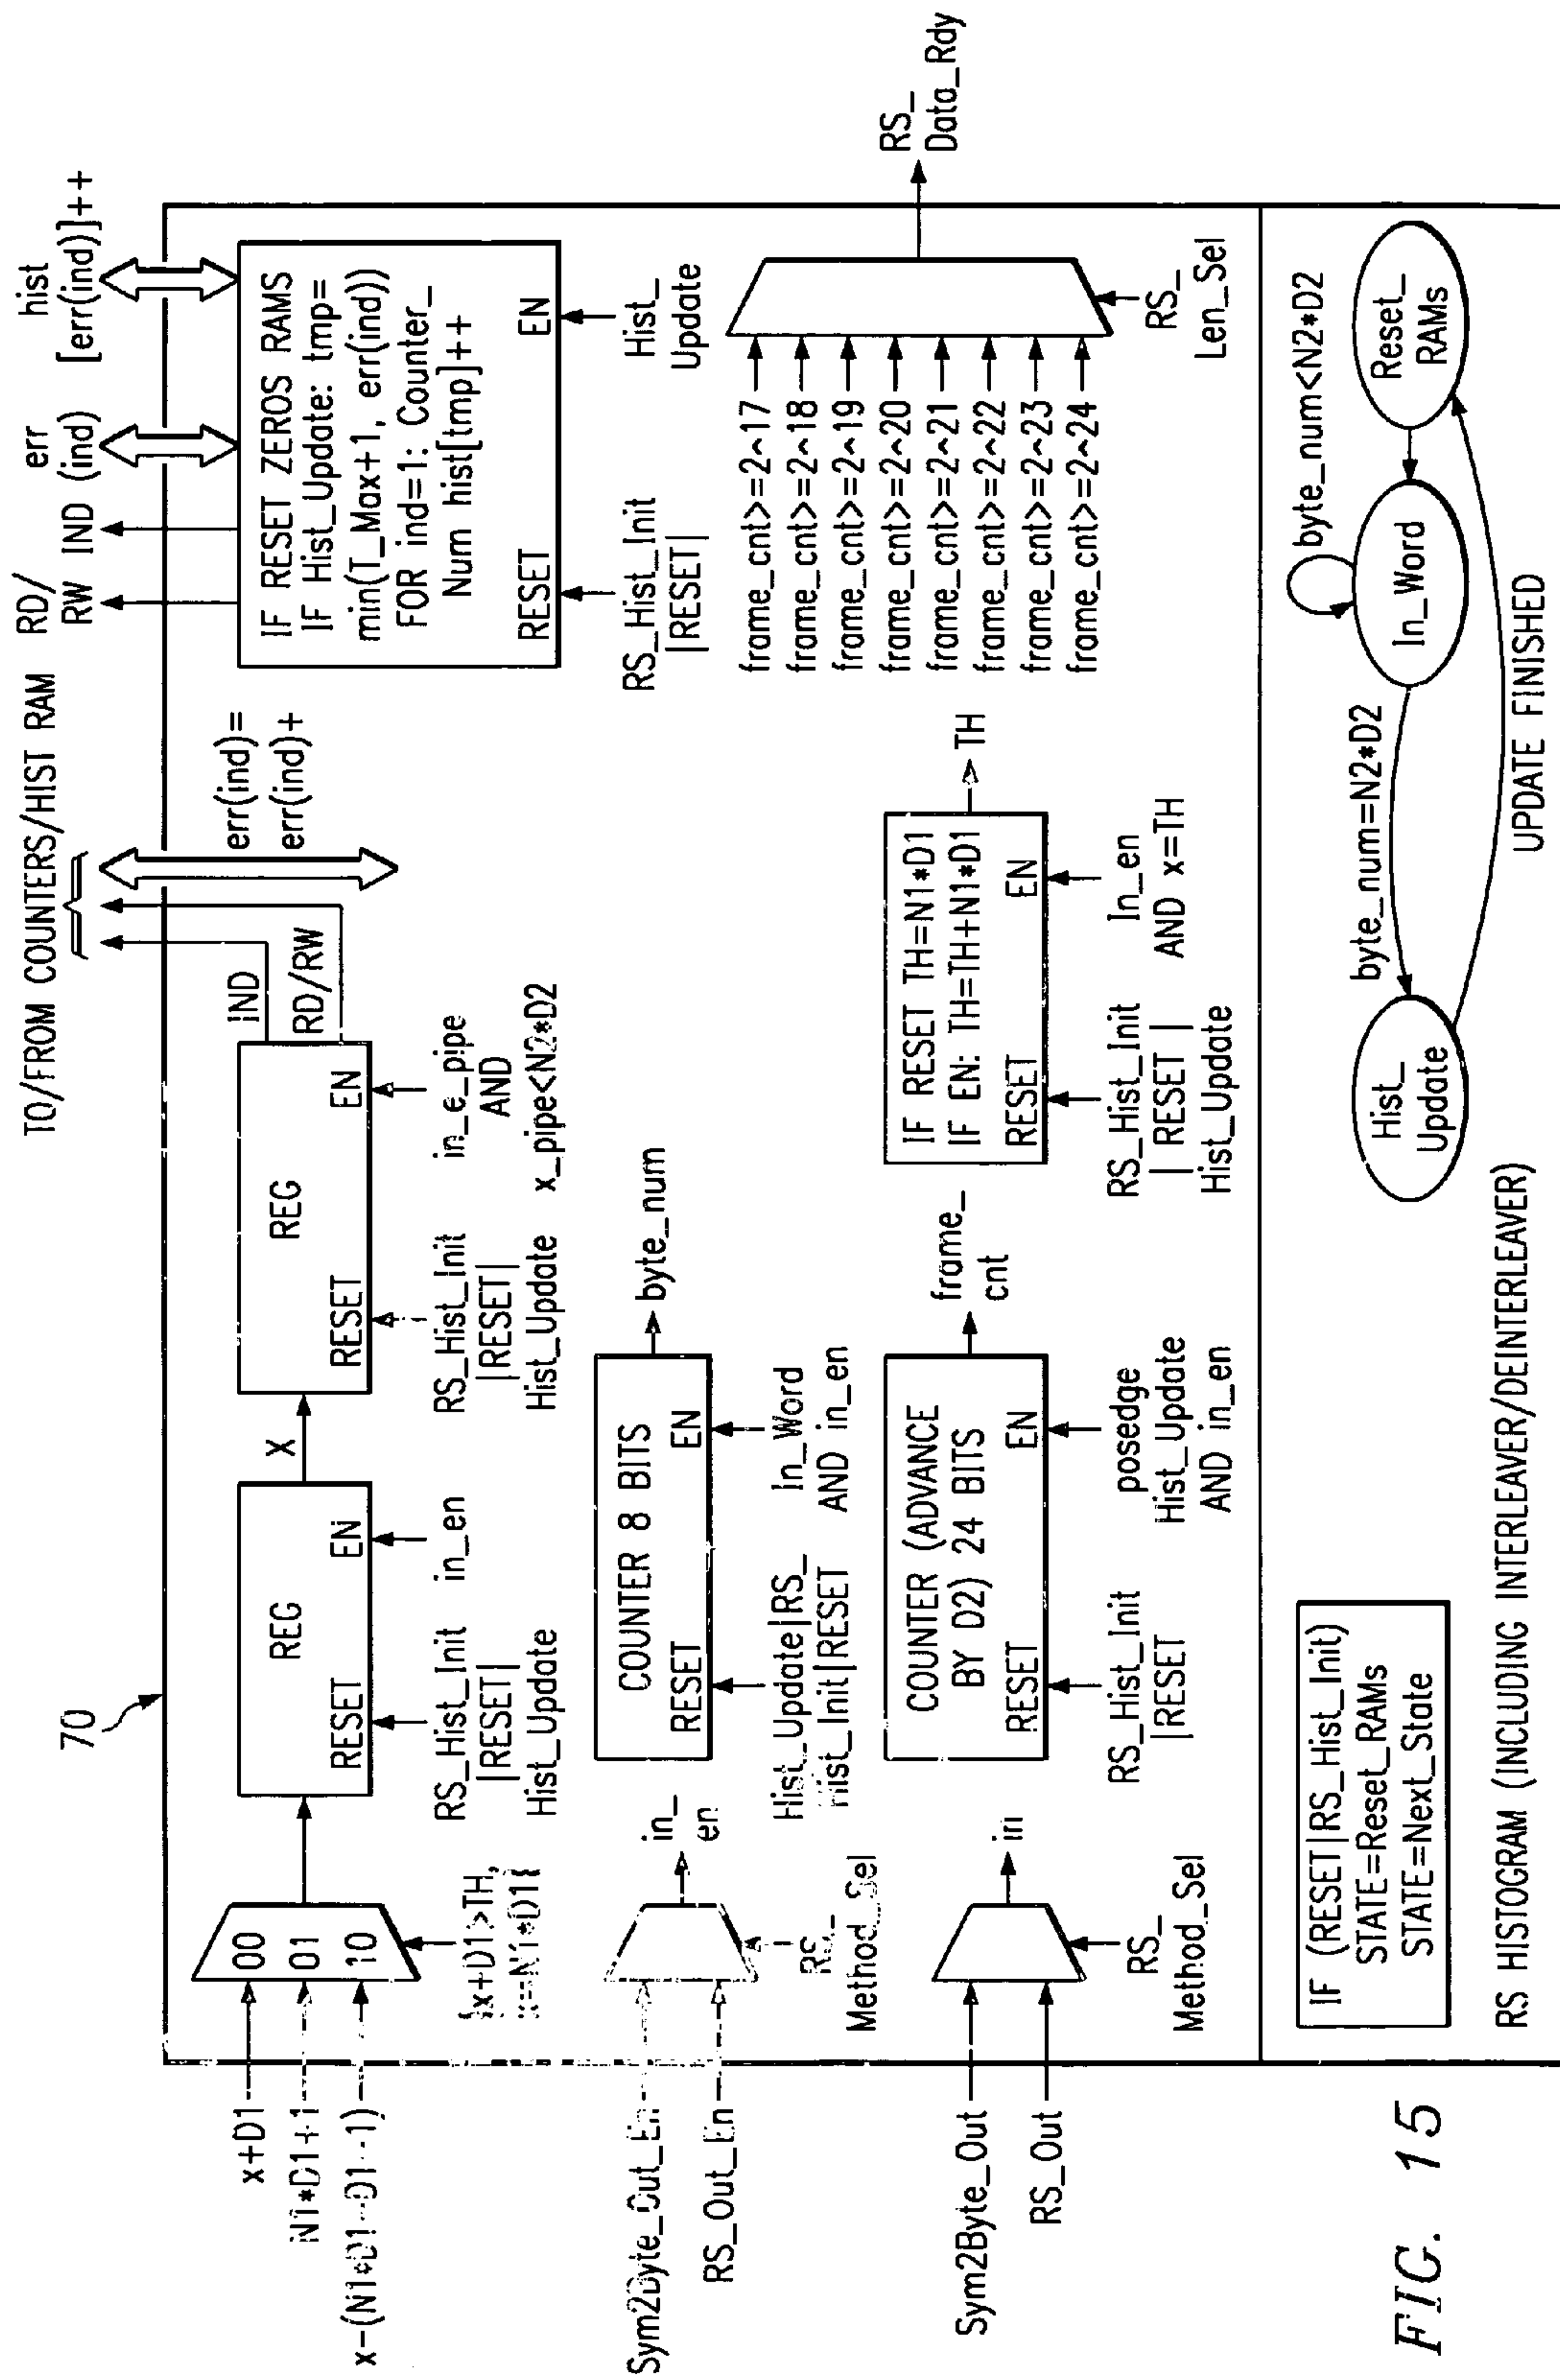 TO/FROM COUNTERS/HIST RAM
RD/
RW
IND
err
(ind)
hist
[err(ind)]++
70
x+D1
N1*D1+1
x-(N1*D1-D1-1)
00
01
10
x+D1>TH,
REG
RESET
EN
RS_Hist_Init
|RESET|
Hist_Update
in_en
X
REG
RESET
EN
RS_Hist_Init
|RESET|
Hist_Update
in_e_pipe
AND
x_pipe<N2*D2
IND
RD/RW
err(ind)=
err(ind)+
IF RESET ZEROS RAMS
IF Hist_Update: tmp=
min(T_Max+1, err(ind))
FOR ind=1: Counter_
Num hist[tmp]++
RESET
EN
RS_Hist_Init
|RESET|
Hist_
Update
Sym2Byte_Out_En
RS_Out_En
RS_
Method_Sel
in_
en
COUNTER 8 BITS
RESET
EN
Hist_Update|RS_
Hist_Init|RESET
In_Word
AND in_en
byte_num
Sym2Byte_Out
RS_Out
RS_
Method_Sel
in
COUNTER (ADVANCE
BY D2) 24 BITS
RESET
EN
RS_Hist_Init
|RESET
posedge
Hist_Update
AND in_en
frame_
cnt
IF RESET TH=N1*D1
IF EN: TH=TH+N1*D1
RESET
EN
RS_Hist_Init
| RESET |
Hist_Update
In_en
AND x=TH
TH
frame_cnt>=2^17
frame_cnt>=2^18
frame_cnt>=2^19
frame_cnt>=2^20
frame_cnt>=2^21
frame_cnt>=2^22
frame_cnt>=2^23
frame_cnt>=2^24
RS_
Len_Sel
RS_
Data_Rdy
IF (RESET|RS_Hist_Init)
STATE=Reset_RAMs
STATE=Next_State
Hist_
Update
byte_num=N2*D2
In_Word
byte_num<N2*D2
Reset_
RAMs
UPDATE FINISHED
RS HISTOGRAM (INCLUDING INTERLEAVER/DEINTERLEAVER)
FIG. 15